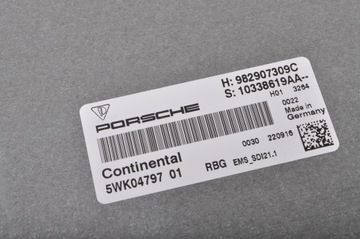 H: 982907309C
S: 10338619AA--
H01 3264
0022
Made in
Germany
PORSCHE
0030 220916
Continental
5WK04797 01 RBG EMS_SDI21.1